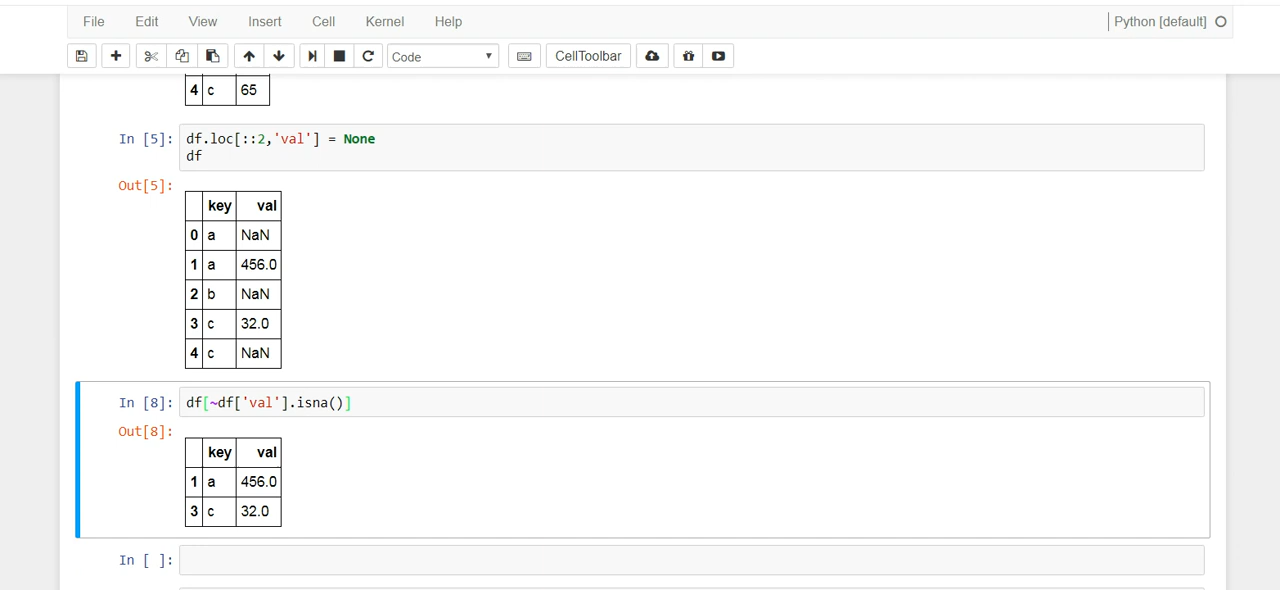 File Edit View Insert Cell Kernel Help Python [default]
Code CellToolbar
4 c 65
In [5]: df.loc[::2,'val'] = None
df
Out[5]:
key val
0 a NaN
1 a 456.0
2 b NaN
3 c 32.0
4 c NaN
In [8]: df[~df['val'].isna()]
Out[8]:
key val
1 a 456.0
3 c 32.0
In [ ]: